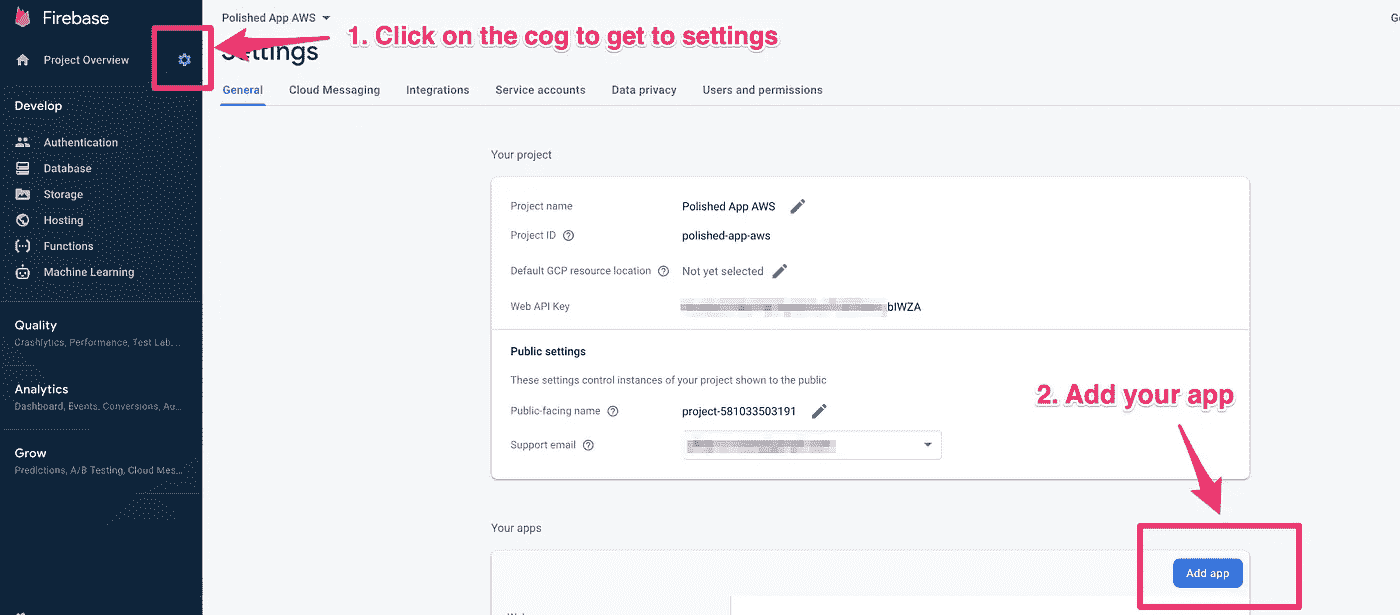 Firebase
Project Overview
Develop
Authentication
Database
Storage
Hosting
Functions
Machine Learning
Quality
Crashlytics, Performance, Test Lab...
Analytics
Dashboard, Events, Conversions, Au...
Grow
Predictions, A/B Testing, Cloud Mes...
Polished App AWS
1. Click on the cog to get to settings
Settings
General Cloud Messaging Integrations Service accounts Data privacy Users and permissions
Your project
Project name Polished App AWS
Project ID polished-app-aws
Default GCP resource location Not yet selected
Web API Key bIWZA
Public settings
These settings control instances of your project shown to the public
Public-facing name project-581033503191
Support email
2. Add your app
Your apps
Add app